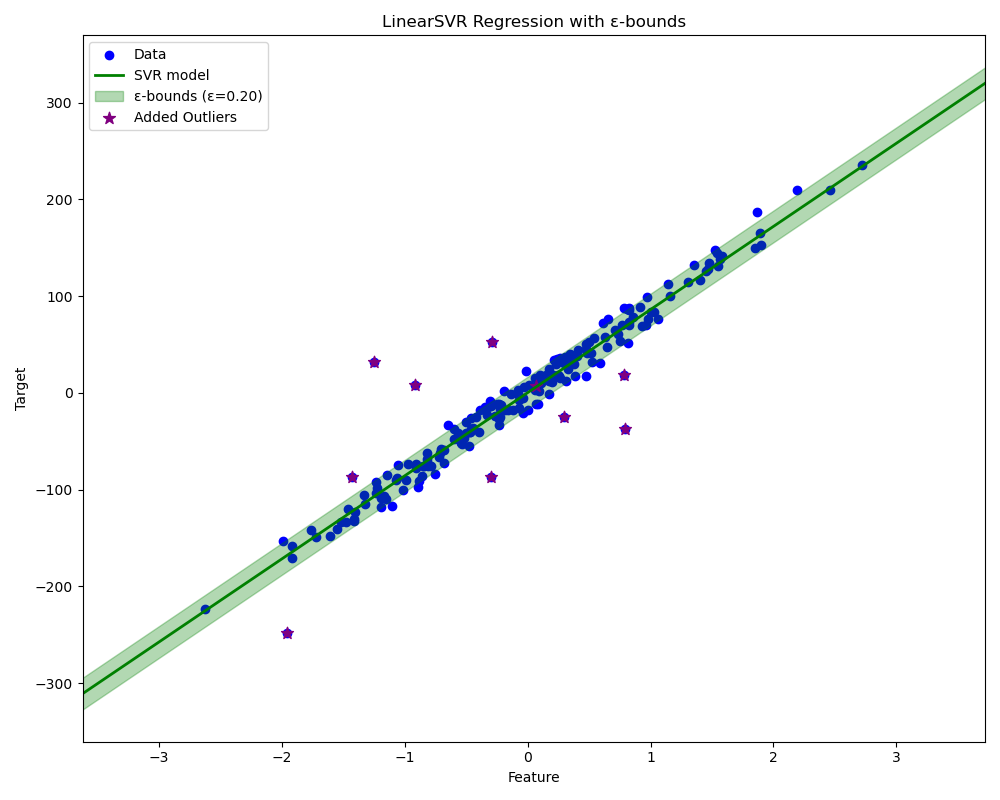 LinearSVR Regression with ε-bounds
Data
SVR model
ε-bounds (ε=0.20)
Added Outliers
300
200
100
0
−100
−200
−300
Target
−3
−2
−1
0
1
2
3
Feature